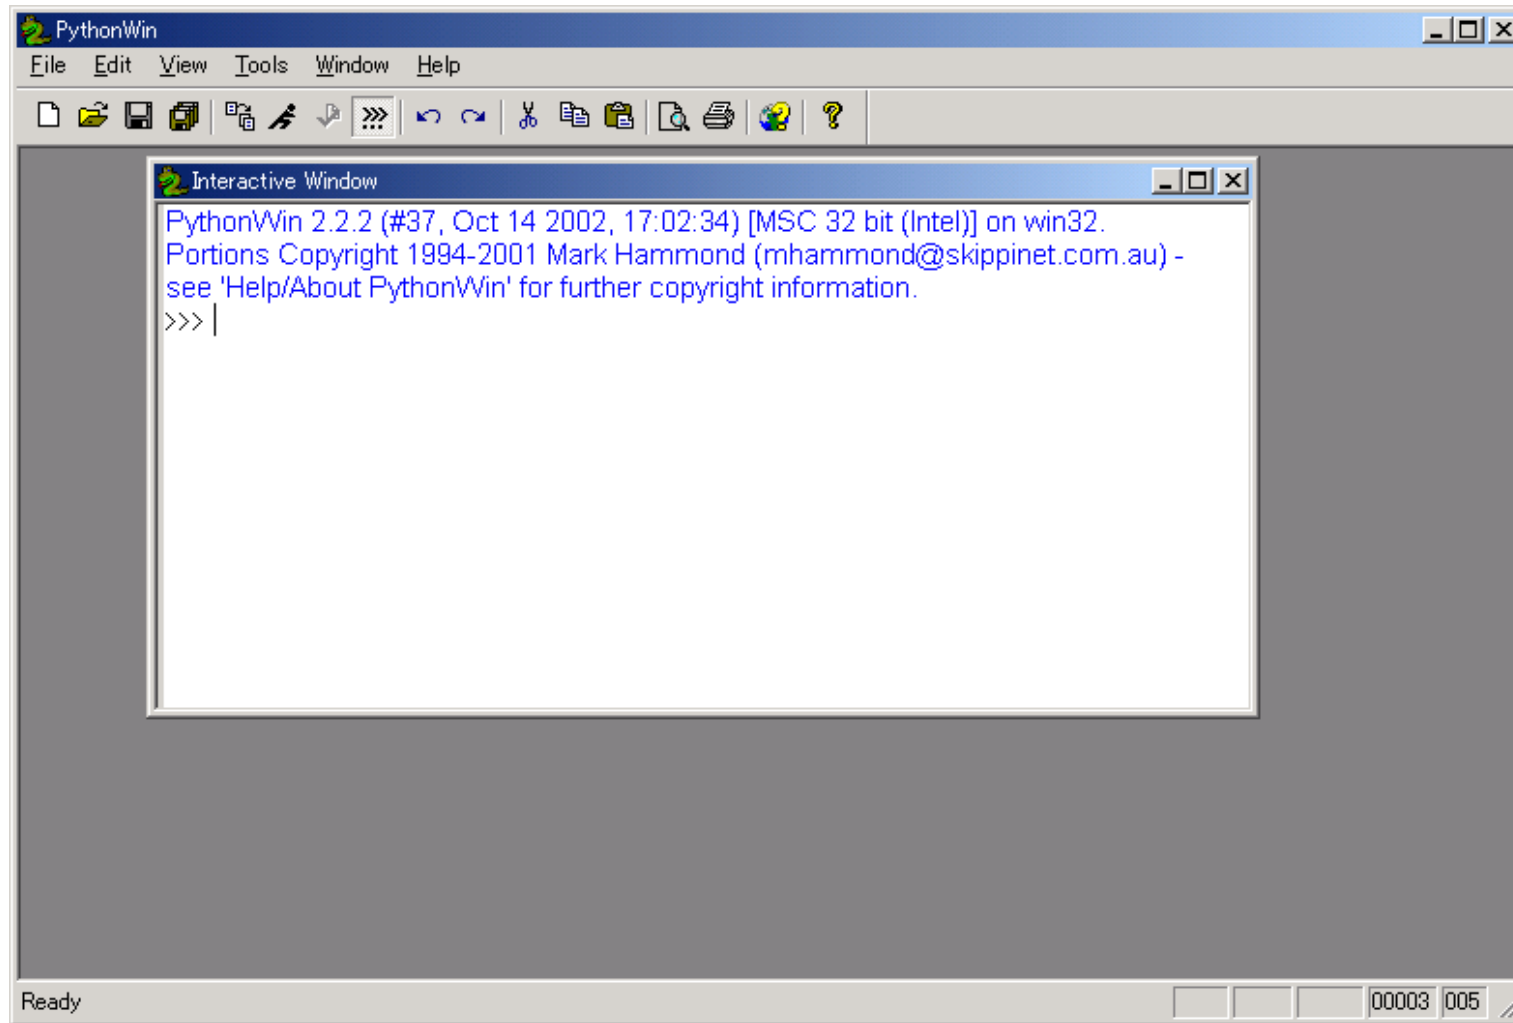 PythonWin
File Edit View Tools Window Help
Interactive Window
PythonWin 2.2.2 (#37, Oct 14 2002, 17:02:34) [MSC 32 bit (Intel)] on win32.
Portions Copyright 1994-2001 Mark Hammond (mhammond@skippinet.com.au) -
see 'Help/About PythonWin' for further copyright information.
>>>
Ready 00003 005